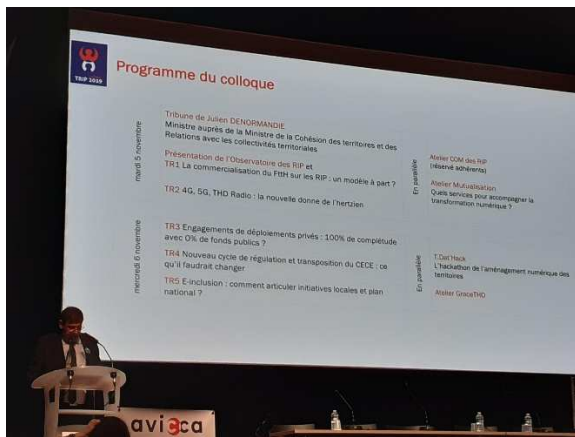 TRIP 2019
Programme du colloque
mardi 5 novembre
Tribune de Julien DENORMANDIE
Ministre auprès de la Ministre de la Cohésion des territoires et des
Relations avec les collectivités territoriales
Présentation de l'Observatoire des RIP et
TR1 La commercialisation du FttH sur les RIP : un modèle à part ?
TR2 4G, 5G, THD Radio : la nouvelle donne de l'hertzien
En parallèle
Atelier COM des RIP
(réservé adhérents)
Atelier Mutualisation
Quels services pour accompagner la
transformation numérique ?
mercredi 6 novembre
TR3 Engagements de déploiements privés : 100% de complétude
avec 0% de fonds publics ?
TR4 Nouveau cycle de régulation et transposition du CECE : ce
qu'il faudrait changer
TR5 E-inclusion : comment articuler initiatives locales et plan
national ?
En parallèle
T.Dat Hack
L'hackathon de l'aménagement numérique des
territoires
Atelier GraceTHD
avicca